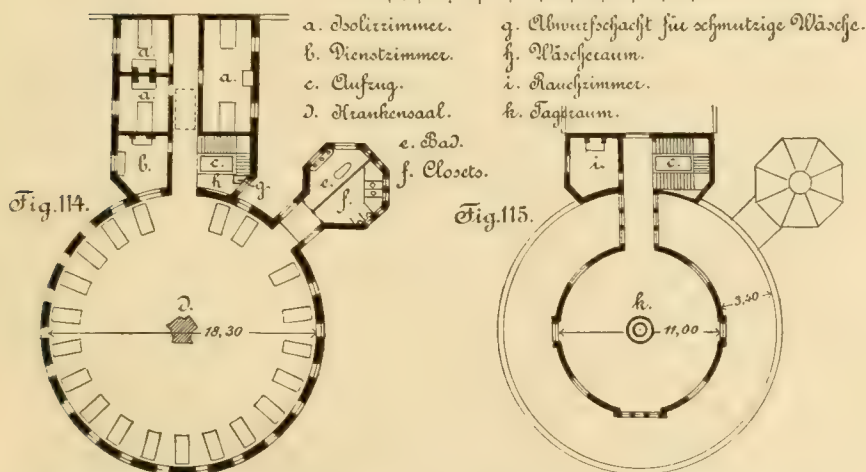 a. Isolirzimmer.
b. Dienstzimmer.
c. Aufzug.
d. Krankensaal.
e. Bad.
f. Closets.
g. Abwurfschacht für schmutzige Wäsche.
h. Wäscheraum.
i. Rauchzimmer.
k. Tagraum.
Fig. 114.
a.
a.
a.
b.
c.
h.
g.
e.
f.
d.
18,30
Fig. 115.
i.
c.
k.
11,00
3,40